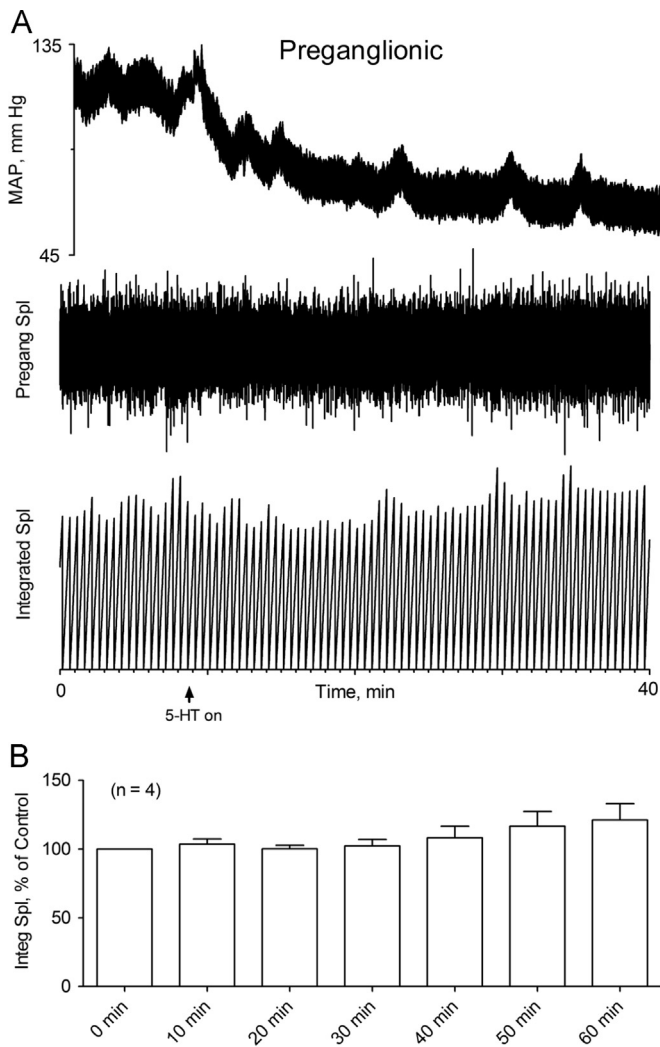 A
Preganglionic
135
MAP, mm Hg
45
Pregang Spl
Integrated Spl
0
Time, min
40
5-HT on
B
150
(n = 4)
Integ Spl, % of Control
100
50
0
0 min
10 min
20 min
30 min
40 min
50 min
60 min